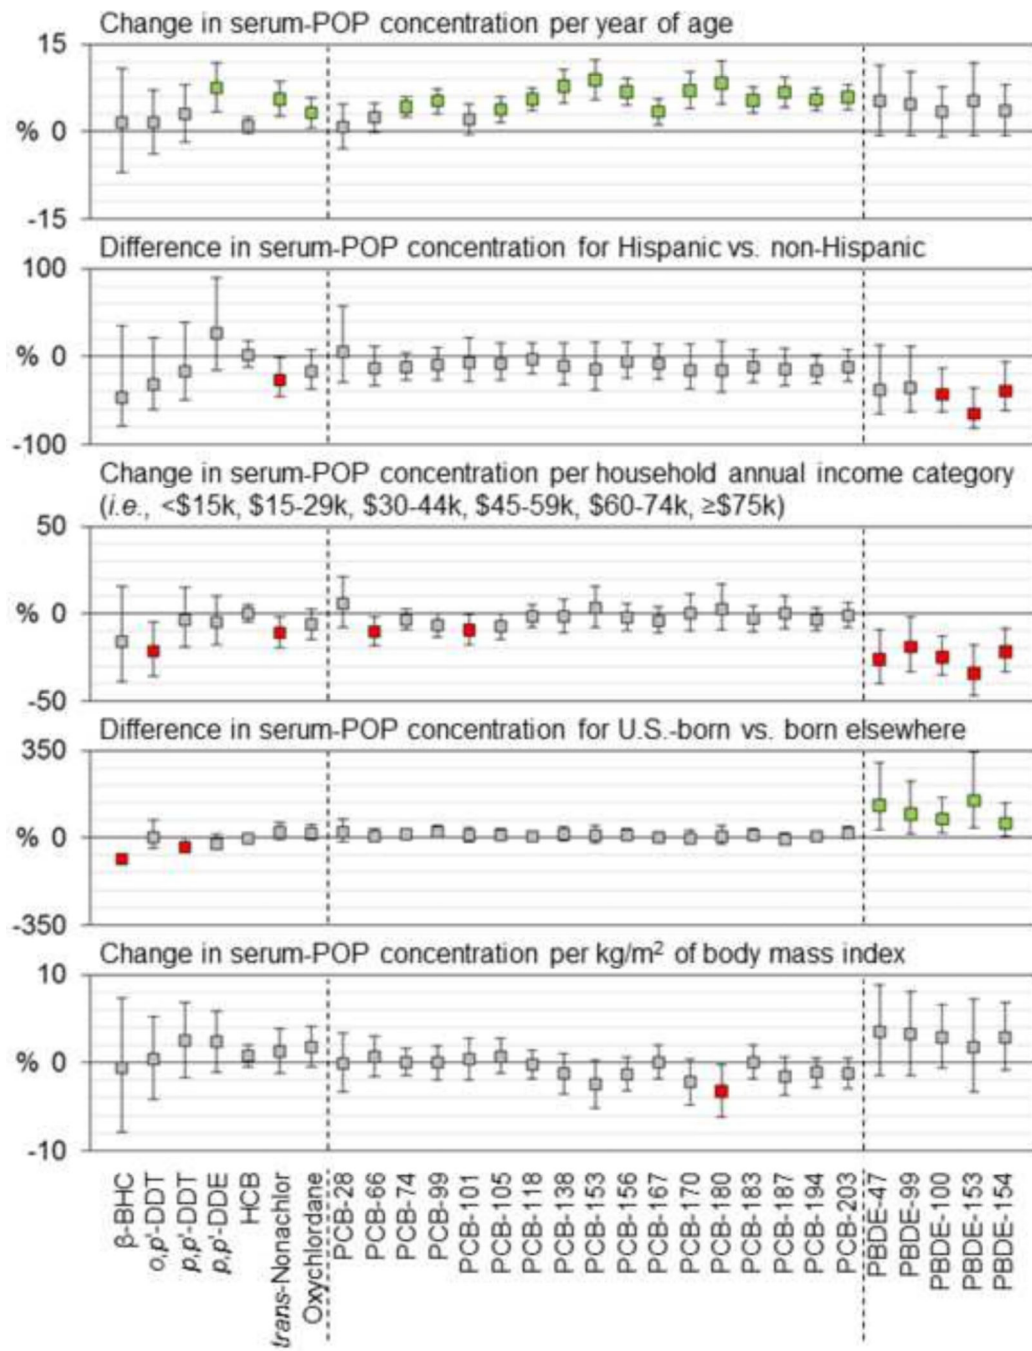 Change in serum-POP concentration per year of age
15
% 0
-15
Difference in serum-POP concentration for Hispanic vs. non-Hispanic
100
% 0
-100
Change in serum-POP concentration per household annual income category
(i.e., <$15k, $15-29k, $30-44k, $45-59k, $60-74k, ≥$75k)
50
% 0
-50
Difference in serum-POP concentration for U.S.-born vs. born elsewhere
350
% 0
-350
Change in serum-POP concentration per kg/m² of body mass index
10
% 0
-10
β-BHC
o,p'-DDT
p,p'-DDT
p,p'-DDE
HCB
trans-Nonachlor
Oxychlordane
PCB-28
PCB-66
PCB-74
PCB-99
PCB-101
PCB-105
PCB-118
PCB-138
PCB-153
PCB-156
PCB-167
PCB-170
PCB-180
PCB-183
PCB-187
PCB-194
PCB-203
PBDE-47
PBDE-99
PBDE-100
PBDE-153
PBDE-154